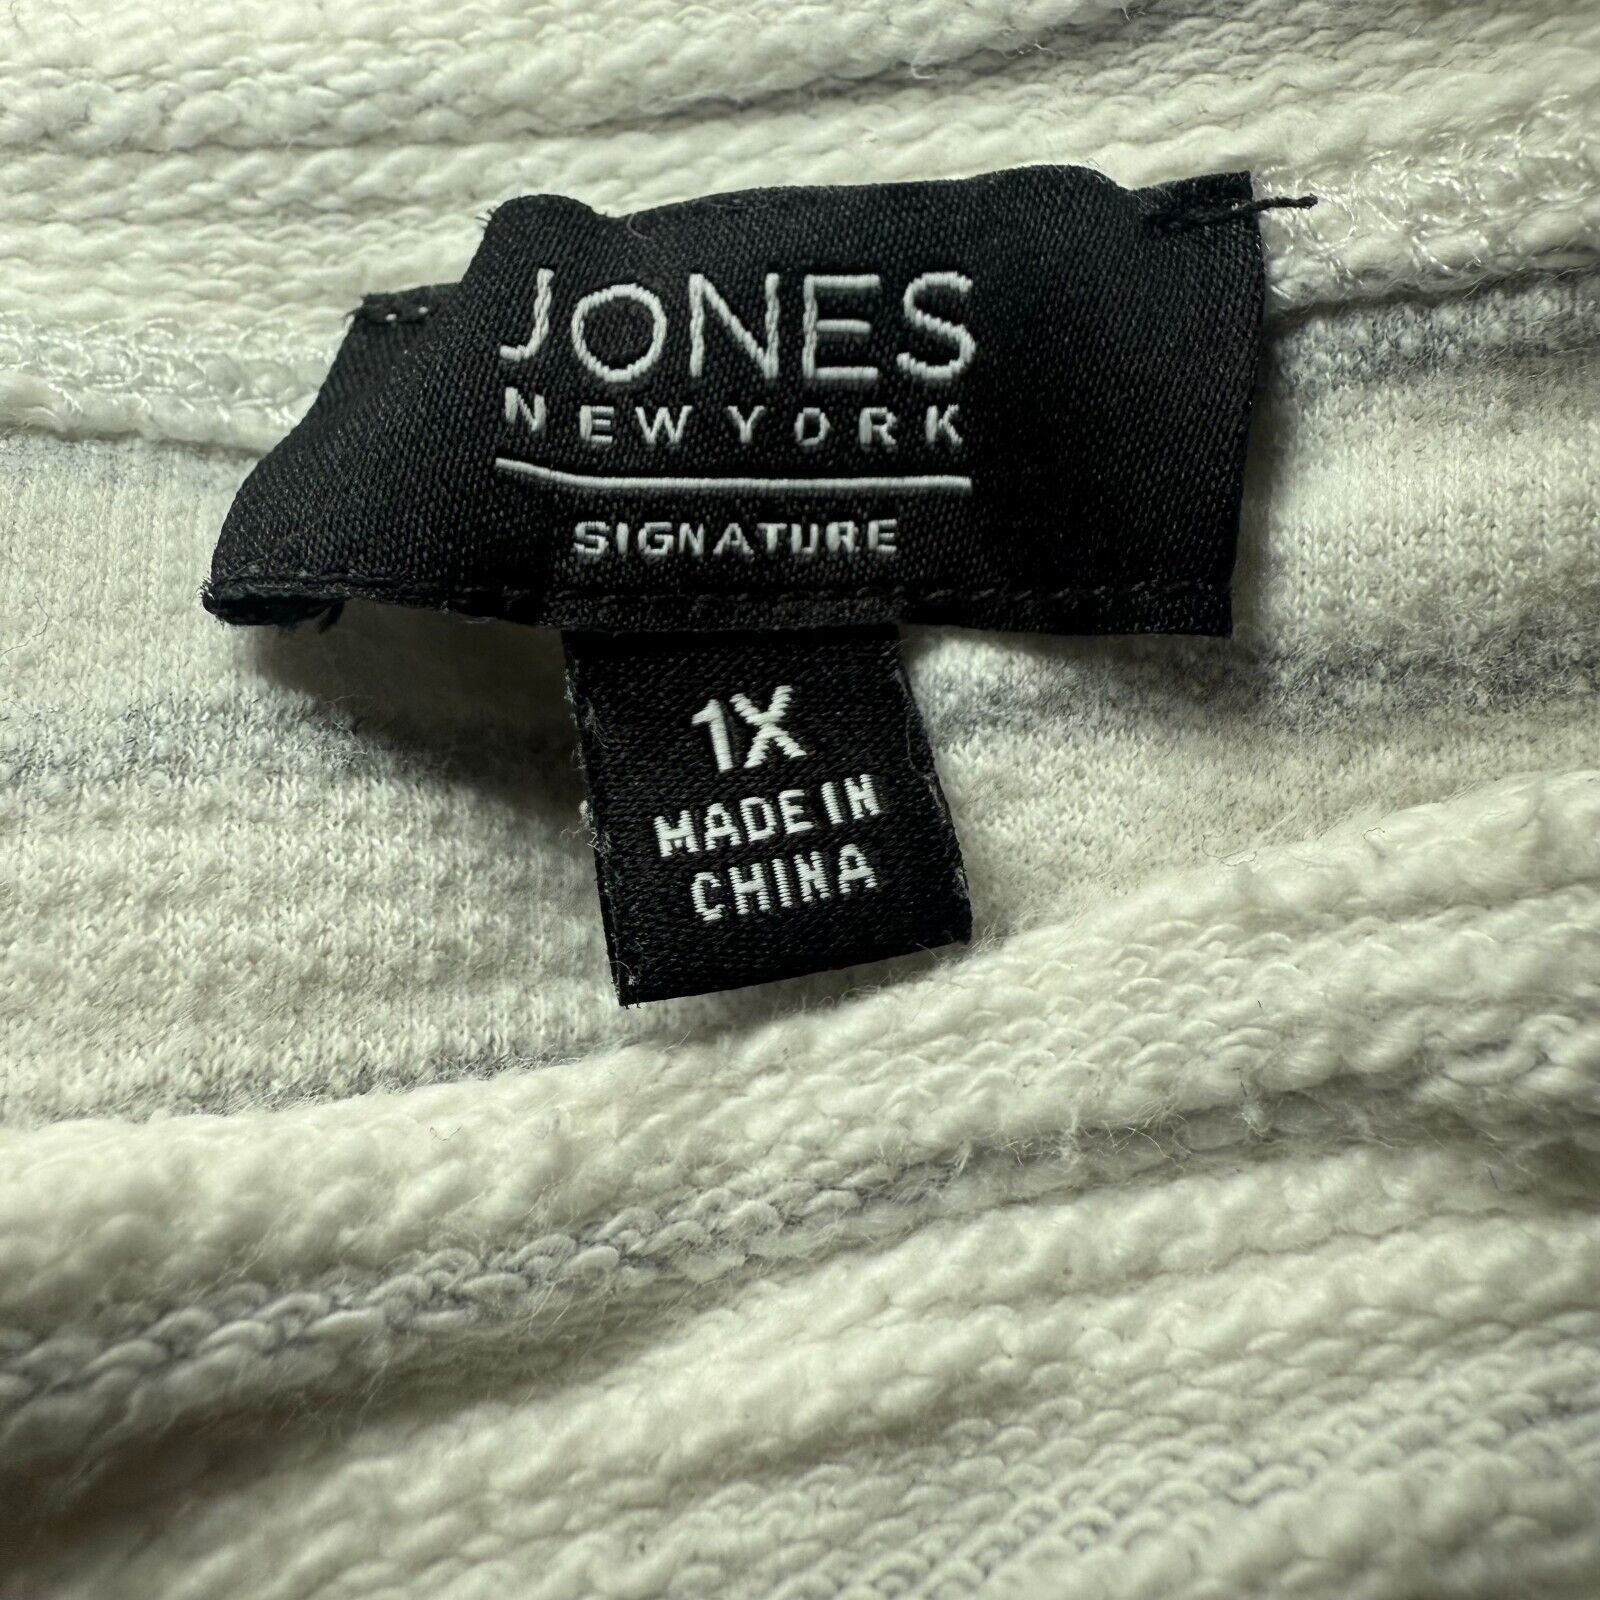 JONES
NEW YORK
SIGNATURE
1X
MADE IN
CHINA